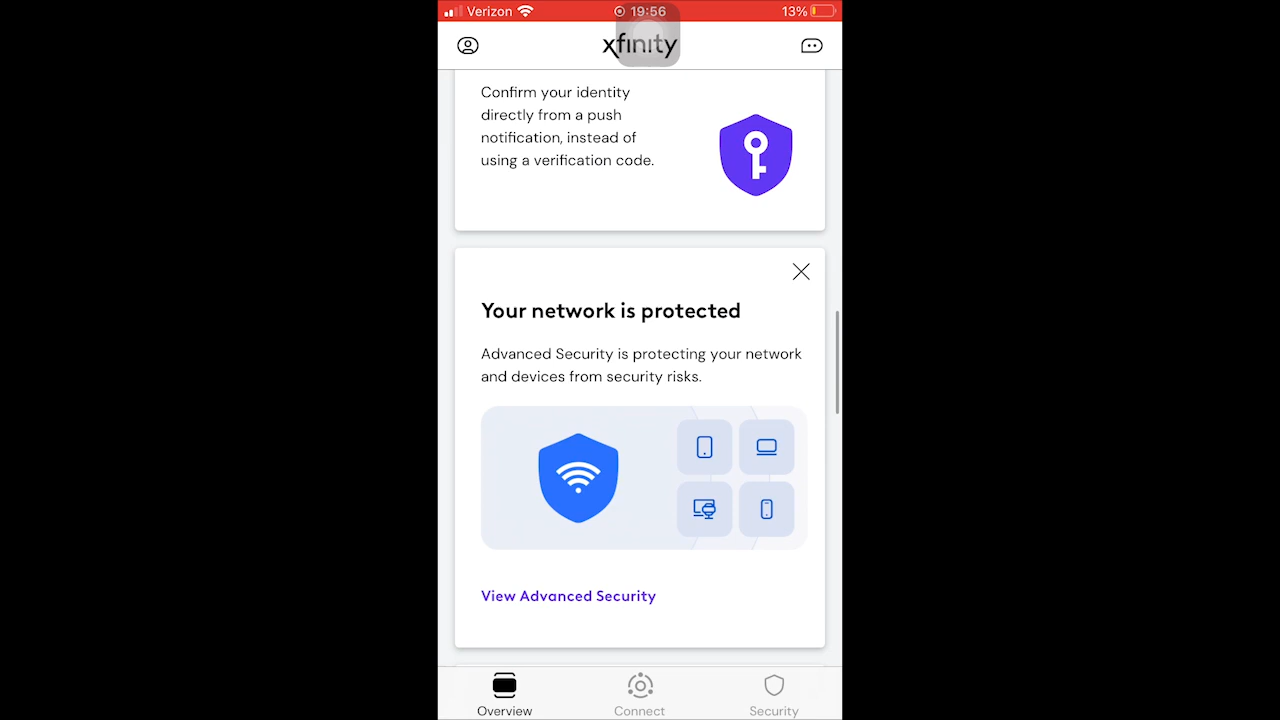 Verizon 19:56 13%
xfinity
Confirm your identity
directly from a push
notification, instead of
using a verification code.
Your network is protected
Advanced Security is protecting your network
and devices from security risks.
View Advanced Security
Overview Connect Security